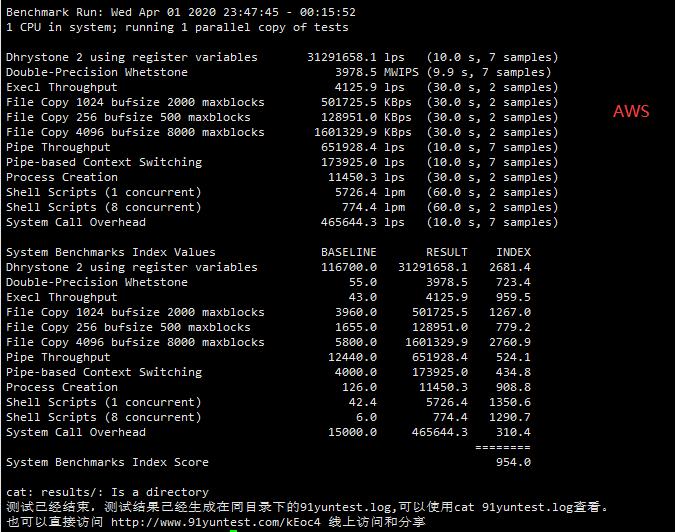 Benchmark Run: Wed Apr 01 2020 23:47:45 - 00:15:52
1 CPU in system; running 1 parallel copy of tests
Dhrystone 2 using register variables 31291658.1 lps (10.0 s, 7 samples)
Double-Precision Whetstone 3978.5 MWIPS (9.9 s, 7 samples)
Execl Throughput 4125.9 lps (30.0 s, 2 samples)
File Copy 1024 bufsize 2000 maxblocks 501725.5 KBps (30.0 s, 2 samples)
File Copy 256 bufsize 500 maxblocks 128951.0 KBps (30.0 s, 2 samples)
File Copy 4096 bufsize 8000 maxblocks 1601329.9 KBps (30.0 s, 2 samples)
AWS
Pipe Throughput 651928.4 lps (10.0 s, 7 samples)
Pipe-based Context Switching 173925.0 lps (10.0 s, 7 samples)
Process Creation 11450.3 lps (30.0 s, 2 samples)
Shell Scripts (1 concurrent) 5726.4 lpm (60.0 s, 2 samples)
Shell Scripts (8 concurrent) 774.4 lpm (60.0 s, 2 samples)
System Call Overhead 465644.3 lps (10.0 s, 7 samples)
System Benchmarks Index Values BASELINE RESULT INDEX
Dhrystone 2 using register variables 116700.0 31291658.1 2681.4
Double-Precision Whetstone 55.0 3978.5 723.4
Execl Throughput 43.0 4125.9 959.5
File Copy 1024 bufsize 2000 maxblocks 3960.0 501725.5 1267.0
File Copy 256 bufsize 500 maxblocks 1655.0 128951.0 779.2
File Copy 4096 bufsize 8000 maxblocks 5800.0 1601329.9 2760.9
Pipe Throughput 12440.0 651928.4 524.1
Pipe-based Context Switching 4000.0 173925.0 434.8
Process Creation 126.0 11450.3 908.8
Shell Scripts (1 concurrent) 42.4 5726.4 1350.6
Shell Scripts (8 concurrent) 6.0 774.4 1290.7
System Call Overhead 15000.0 465644.3 310.4
========
System Benchmarks Index Score 954.0
cat: results/: Is a directory
测试已经结束，测试结果已经生成在同目录下的91yuntest.log,可以使用cat 91yuntest.log查看。
也可以直接访问 http://www.91yuntest.com/kEoc4 线上访问和分享